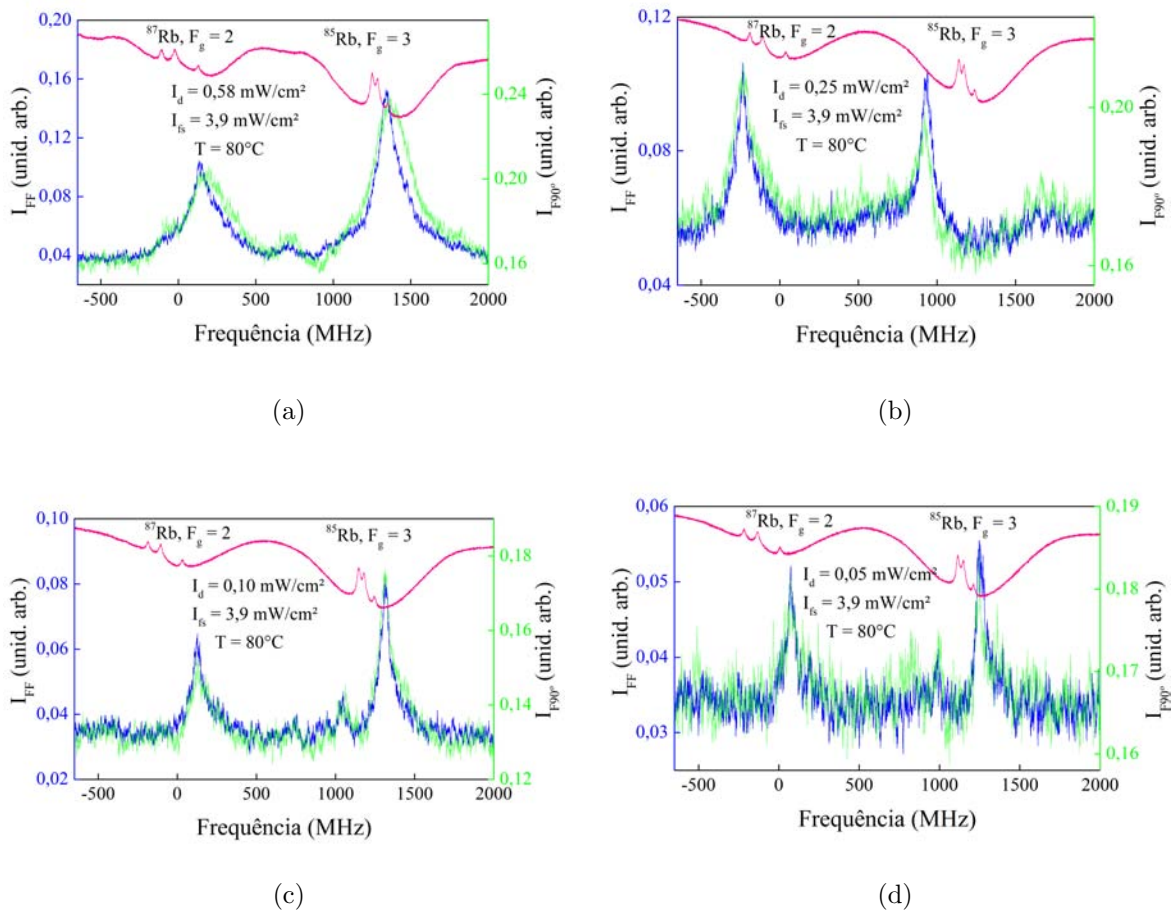 0,20
0,16
0,12
0,08
0,04
I_FF (unid. arb.)
⁸⁷Rb, F_g = 2
⁸⁵Rb, F_g = 3
I_d = 0,58 mW/cm²
I_fs = 3,9 mW/cm²
T = 80°C
0,24
0,20
0,16
I_F90° (unid. arb.)
-500 0 500 1000 1500 2000
Frequência (MHz)
(a)
0,12
0,08
0,04
I_FF (unid. arb.)
⁸⁷Rb, F_g = 2
⁸⁵Rb, F_g = 3
I_d = 0,25 mW/cm²
I_fs = 3,9 mW/cm²
T = 80°C
0,20
0,16
I_F90° (unid. arb.)
-500 0 500 1000 1500 2000
Frequência (MHz)
(b)
0,10
0,08
0,06
0,04
0,02
I_FF (unid. arb.)
⁸⁷Rb, F_g = 2
⁸⁵Rb, F_g = 3
I_d = 0,10 mW/cm²
I_fs = 3,9 mW/cm²
T = 80°C
0,18
0,16
0,14
0,12
I_F90° (unid. arb.)
-500 0 500 1000 1500 2000
Frequência (MHz)
(c)
0,06
0,05
0,04
0,03
I_FF (unid. arb.)
⁸⁷Rb, F_g = 2
⁸⁵Rb, F_g = 3
I_d = 0,05 mW/cm²
I_fs = 3,9 mW/cm²
T = 80°C
0,19
0,18
0,17
0,16
I_F90° (unid. arb.)
-500 0 500 1000 1500 2000
Frequência (MHz)
(d)